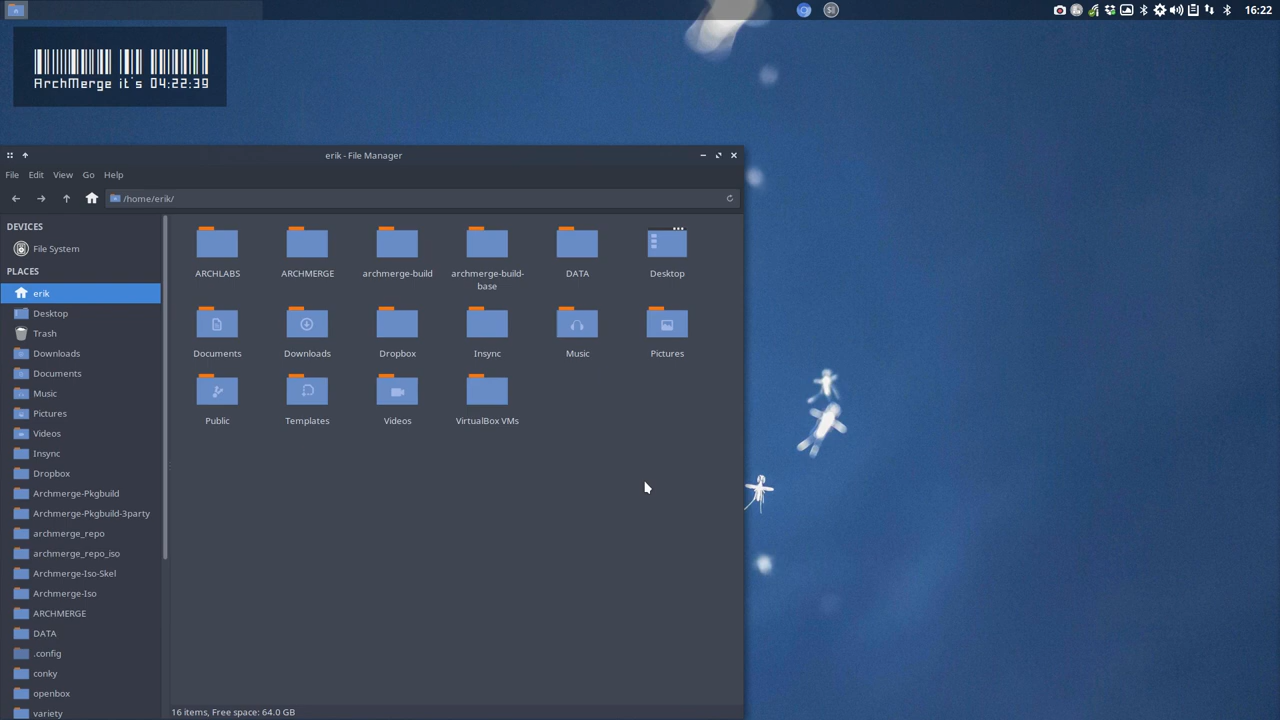 16:22
ArchMerge it's 04:22:39
erik - File Manager
File Edit View Go Help
/home/erik/
DEVICES
File System
PLACES
erik
Desktop
Trash
Downloads
Documents
Music
Pictures
Videos
Insync
Dropbox
Archmerge-Pkgbuild
Archmerge-Pkgbuild-3party
archmerge_repo
archmerge_repo_iso
Archmerge-Iso-Skel
Archmerge-Iso
ARCHMERGE
DATA
.config
conky
openbox
variety
ARCHLABS
ARCHMERGE
archmerge-build
archmerge-build-
base
DATA
Desktop
Documents
Downloads
Dropbox
Insync
Music
Pictures
Public
Templates
Videos
VirtualBox VMs
16 items, Free space: 64.0 GB